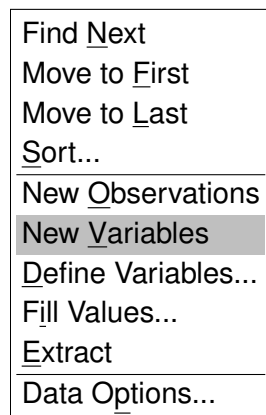 Find Next
Move to First
Move to Last
Sort...
New Observations
New Variables
Define Variables...
Fill Values...
Extract
Data Options...